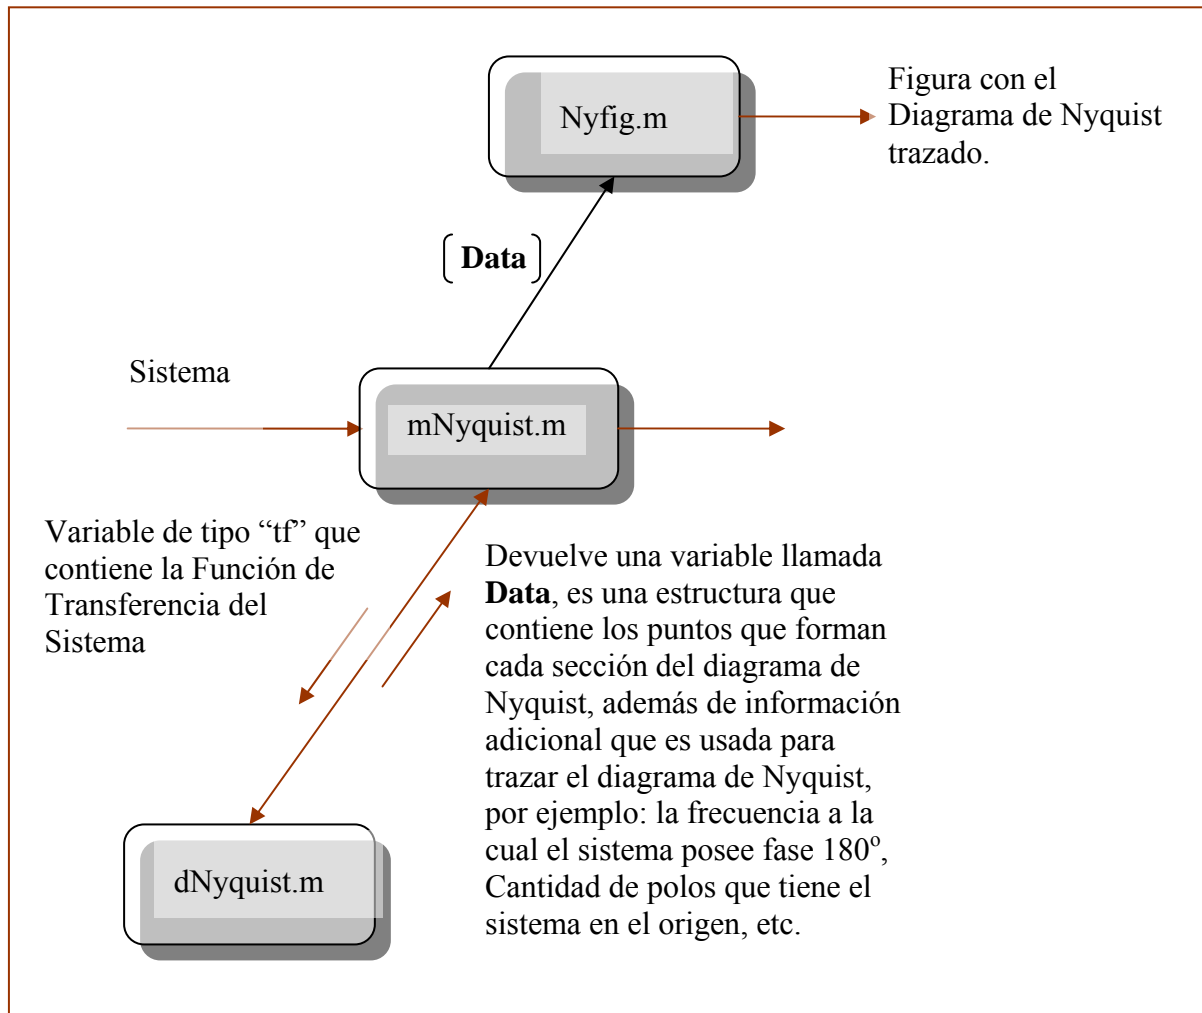 Nyfig.m
Figura con el
Diagrama de Nyquist
trazado.
Data
Sistema
mNyquist.m
Variable de tipo “tf” que
contiene la Función de
Transferencia del
Sistema
Devuelve una variable llamada
Data, es una estructura que
contiene los puntos que forman
cada sección del diagrama de
Nyquist, además de información
adicional que es usada para
trazar el diagrama de Nyquist,
por ejemplo: la frecuencia a la
cual el sistema posee fase 180º,
Cantidad de polos que tiene el
sistema en el origen, etc.
dNyquist.m